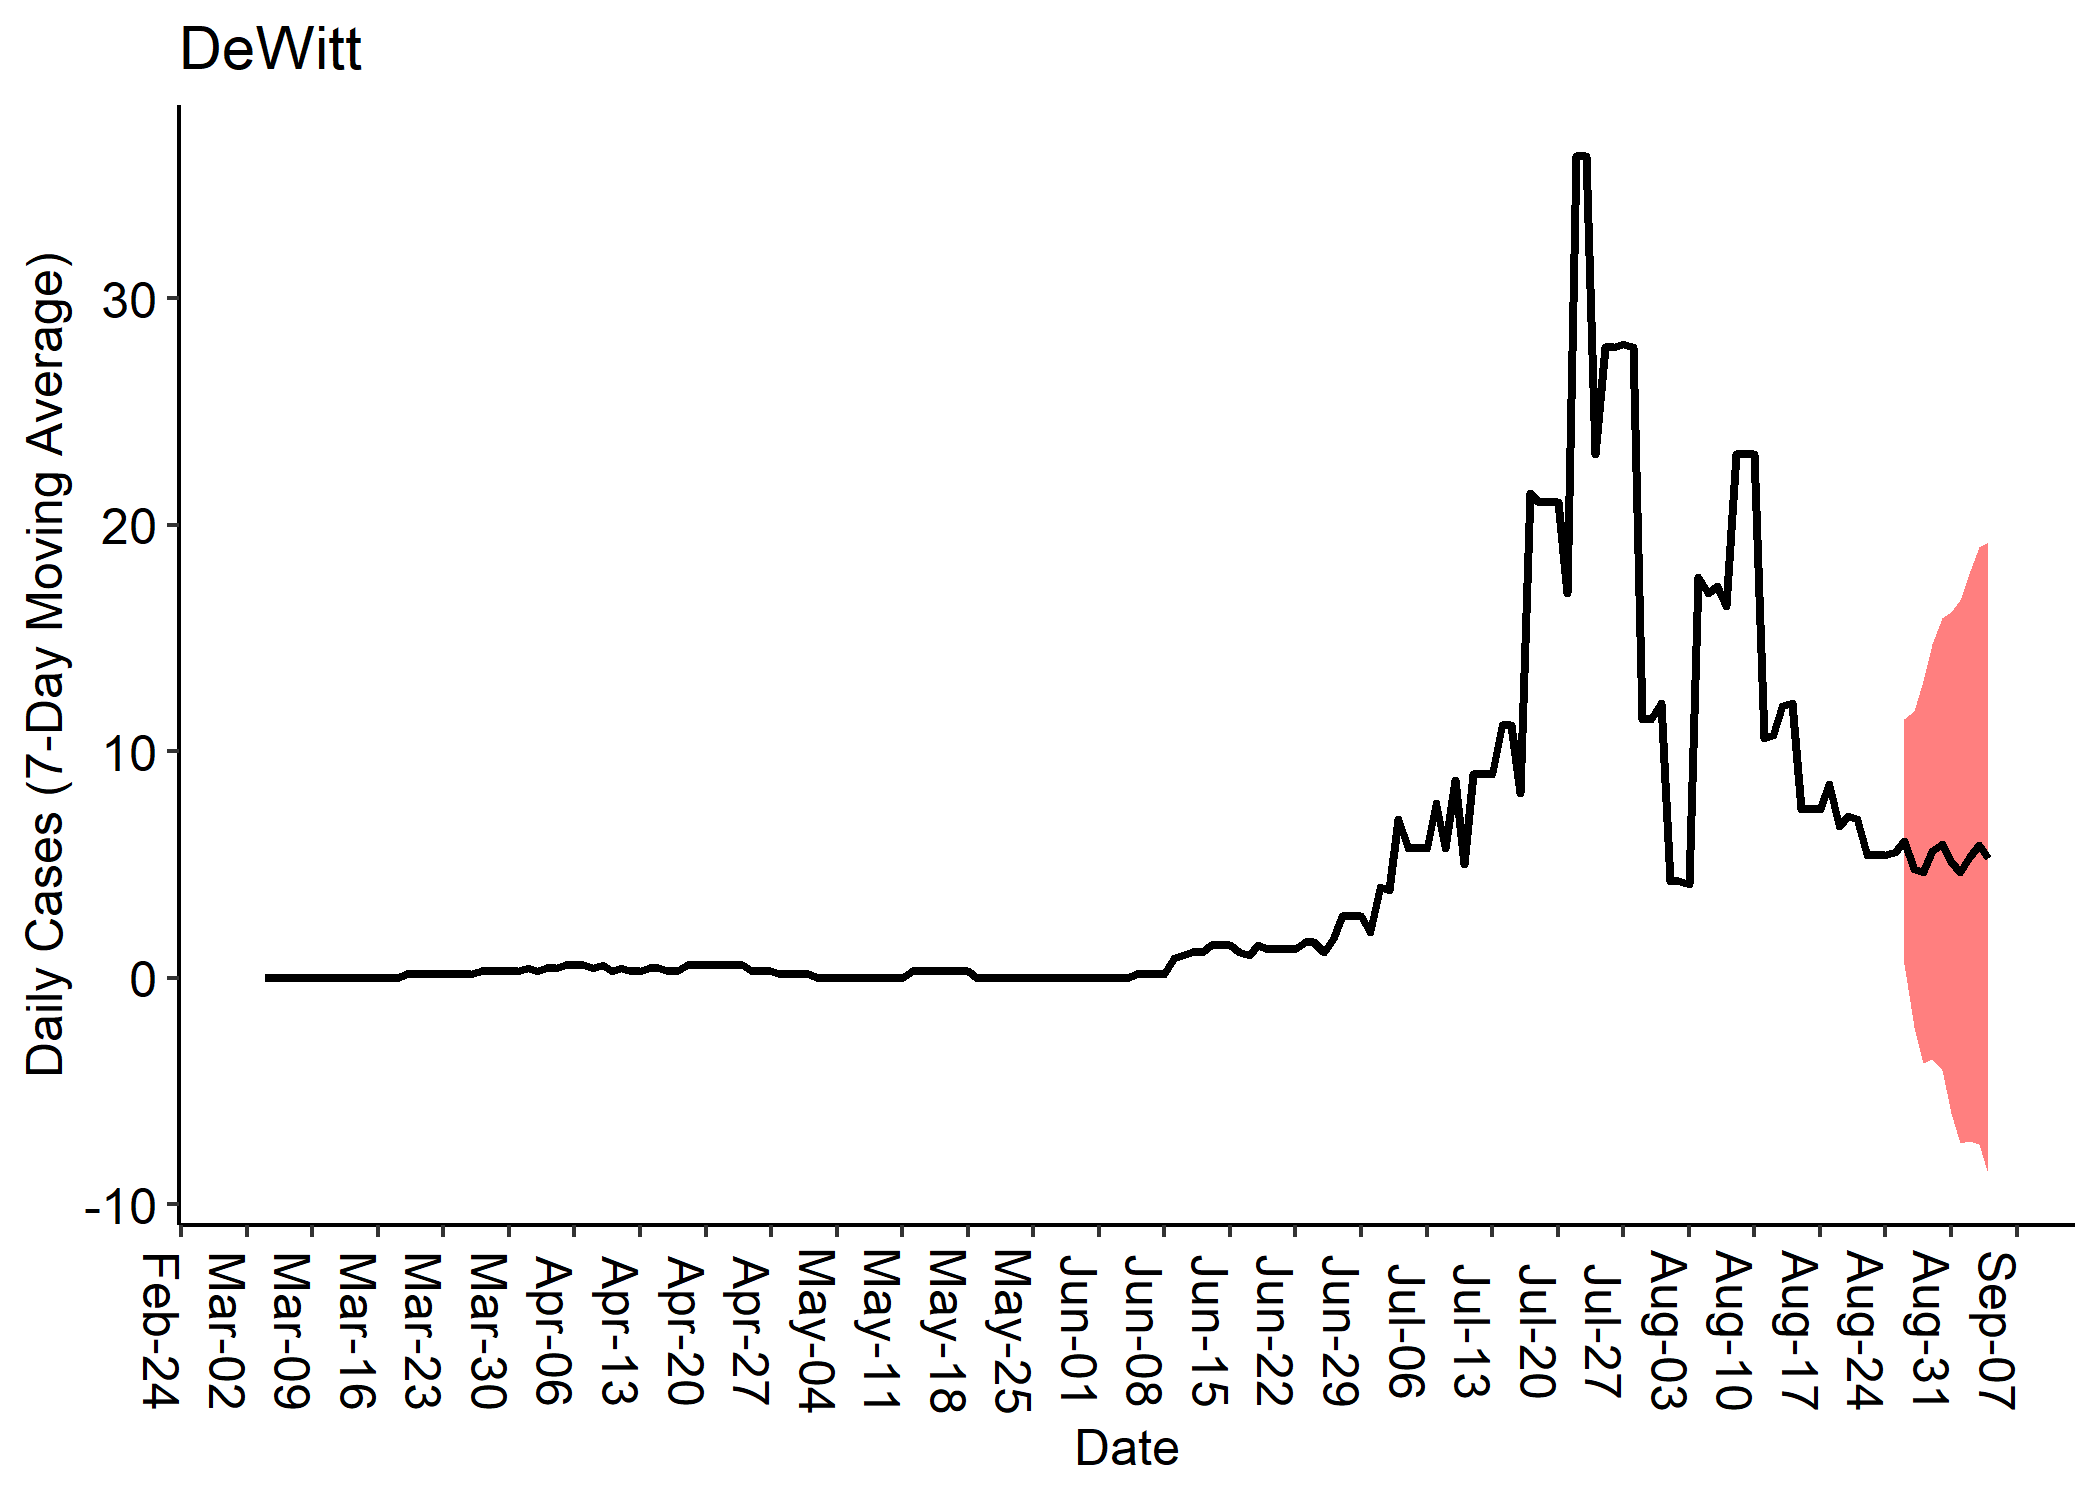 DeWitt
Daily Cases (7-Day Moving Average)
30
20
10
0
-10
Feb-24
Mar-02
Mar-09
Mar-16
Mar-23
Mar-30
Apr-06
Apr-13
Apr-20
Apr-27
May-04
May-11
May-18
May-25
Jun-01
Jun-08
Jun-15
Jun-22
Jun-29
Jul-06
Jul-13
Jul-20
Jul-27
Aug-03
Aug-10
Aug-17
Aug-24
Aug-31
Sep-07
Date